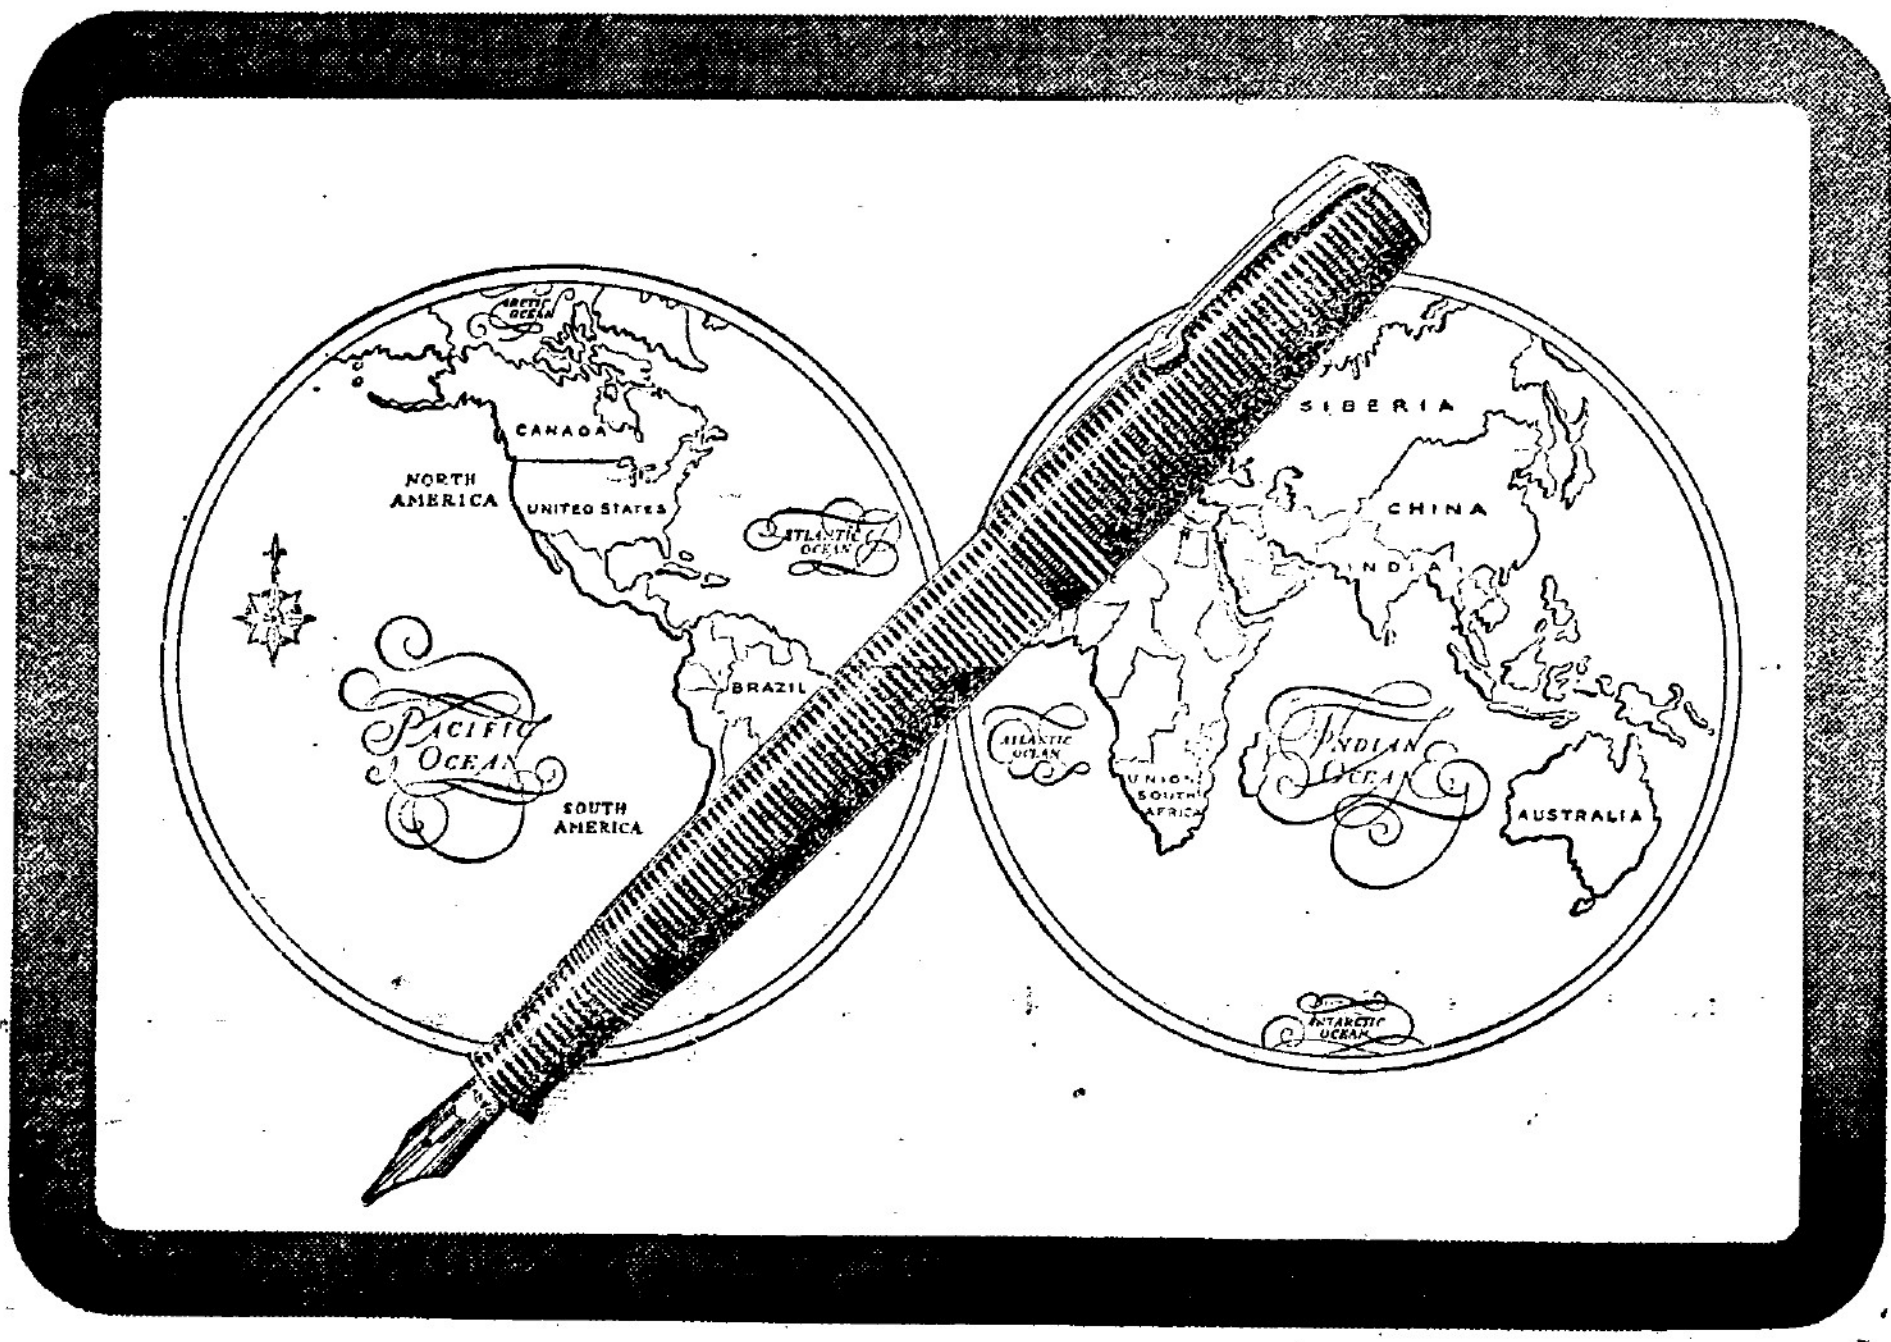 ARCTIC
OCEAN
CANADA
NORTH
AMERICA
UNITED STATES
ATLANTIC
OCEAN
BRAZIL
PACIFIC
OCEAN
SOUTH
AMERICA
SIBERIA
CHINA
INDIA
ATLANTIC
OCEAN
INDIAN
OCEAN
UNION
SOUTH
AFRICA
AUSTRALIA
ANTARCTIC
OCEAN